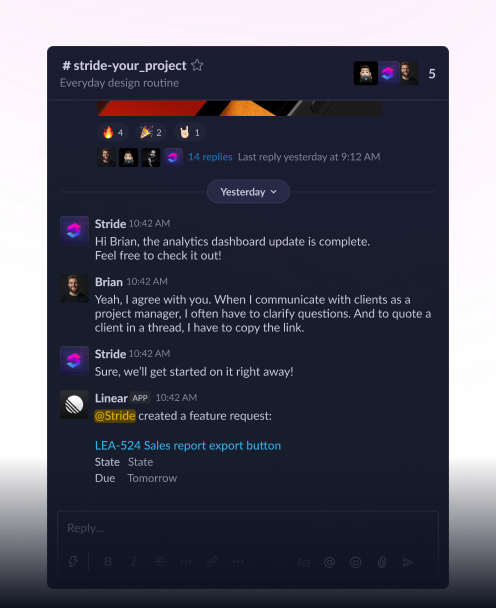 # stride-your_project
Everyday design routine
5
4 2 1
14 replies Last reply yesterday at 9:12 AM
Yesterday
Stride 10:42 AM
Hi Brian, the analytics dashboard update is complete.
Feel free to check it out!
Brian 10:42 AM
Yeah, I agree with you. When I communicate with clients as a
project manager, I often have to clarify questions. And to quote a
client in a thread, I have to copy the link.
Stride 10:42 AM
Sure, we'll get started on it right away!
Linear APP 10:42 AM
@Stride created a feature request:
LEA-524 Sales report export button
State State
Due Tomorrow
Reply...
B I S Aa @